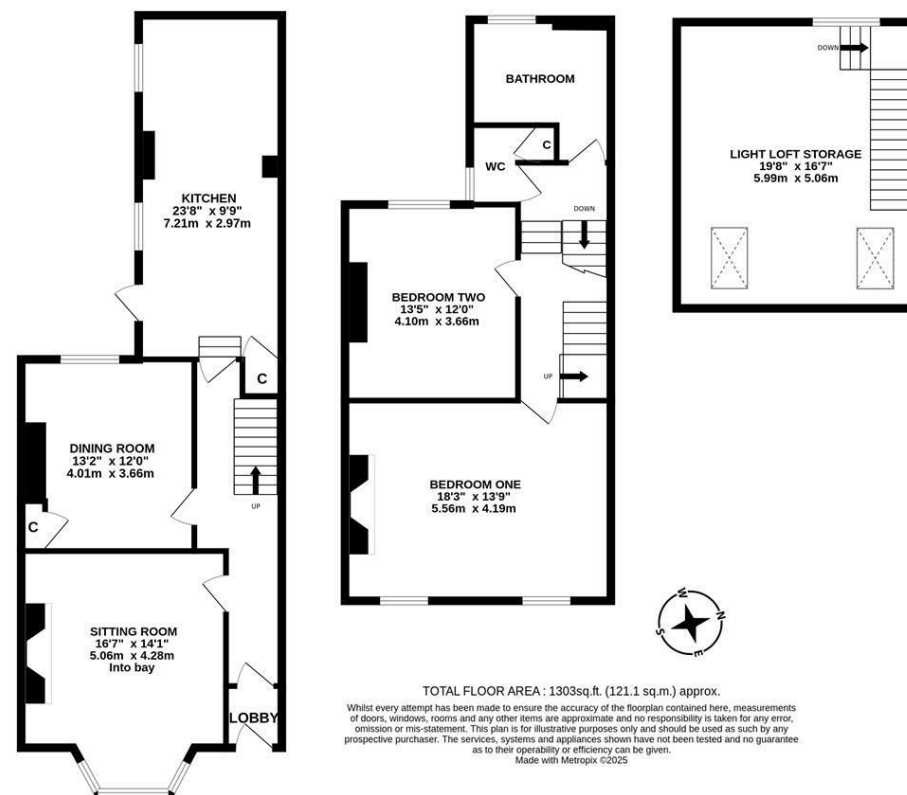 KITCHEN
23'8" x 9'9"
7.21m x 2.97m
C
DINING ROOM
13'2" x 12'0"
4.01m x 3.66m
C
UP
SITTING ROOM
16'7" x 14'1"
5.06m x 4.28m
Into bay
LOBBY
BATHROOM
WC
C
DOWN
BEDROOM TWO
13'5" x 12'0"
4.10m x 3.66m
UP
BEDROOM ONE
18'3" x 13'9"
5.56m x 4.19m
DOWN
LIGHT LOFT STORAGE
19'8" x 16'7"
5.99m x 5.06m
W
N
S
E
TOTAL FLOOR AREA : 1303sq.ft. (121.1 sq.m.) approx.
Whilst every attempt has been made to ensure the accuracy of the floorplan contained here, measurements
of doors, windows, rooms and any other items are approximate and no responsibility is taken for any error,
omission or mis-statement. This plan is for illustrative purposes only and should be used as such by any
prospective purchaser. The services, systems and appliances shown have not been tested and no guarantee
as to their operability or efficiency can be given.
Made with Metropix ©2025